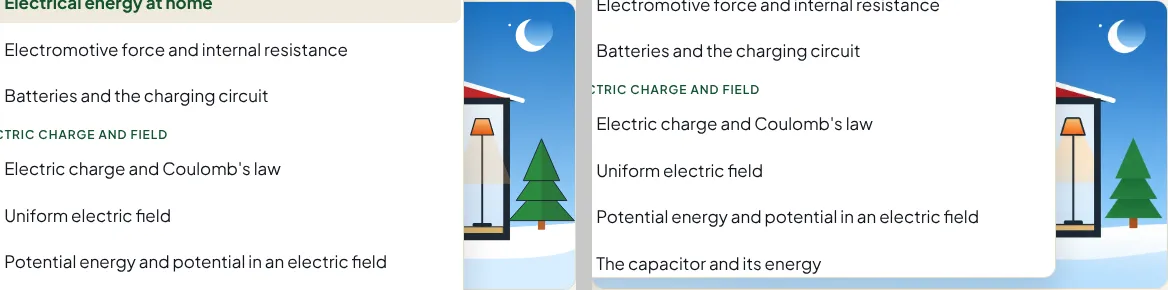 Electrical energy at home
Electromotive force and internal resistance
Batteries and the charging circuit
CTRIC CHARGE AND FIELD
Electric charge and Coulomb's law
Uniform electric field
Potential energy and potential in an electric field
Electromotive force and internal resistance
Batteries and the charging circuit
CTRIC CHARGE AND FIELD
Electric charge and Coulomb's law
Uniform electric field
Potential energy and potential in an electric field
The capacitor and its energy